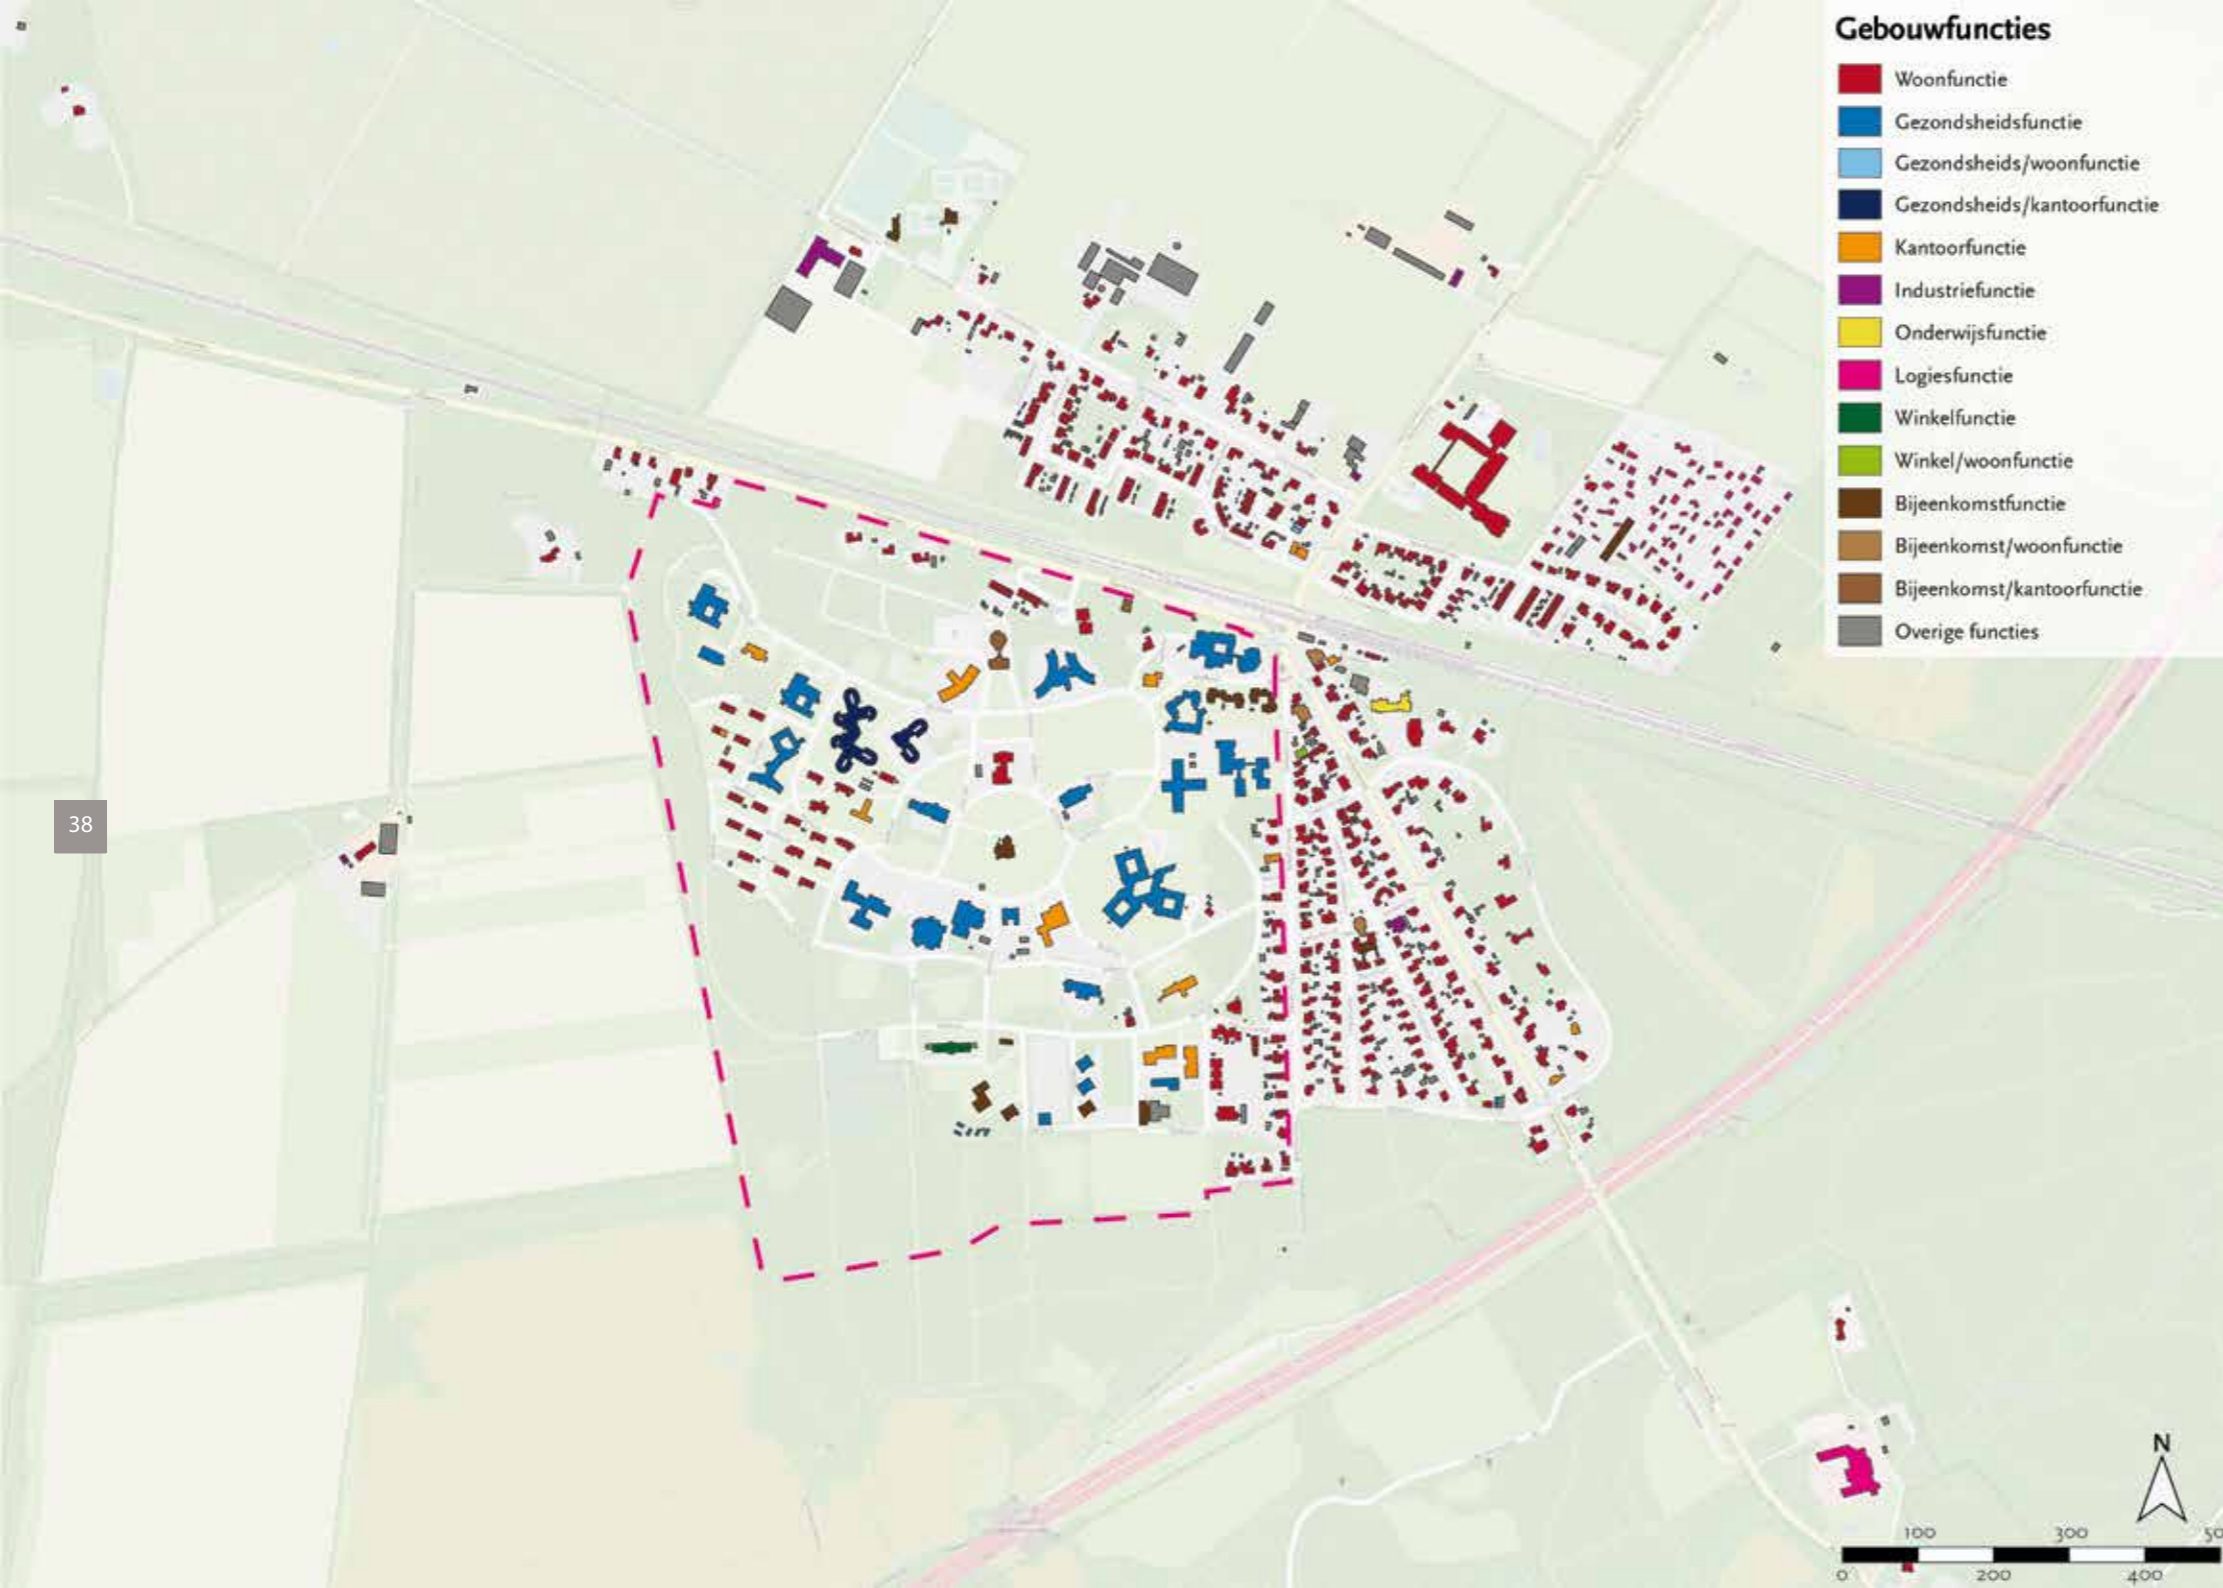 Gebouwfuncties
Woonfunctie
Gezondsheidsfunctie
Gezondsheids/woonfunctie
Gezondsheids/kantoorfunctie
Kantoorfunctie
Industriefunctie
Onderwijsfunctie
Logiesfunctie
Winkelfunctie
Winkel/woonfunctie
Bijeenkomstfunctie
Bijeenkomst/woonfunctie
Bijeenkomst/kantoorfunctie
Overige functies
38
N
100 300 50
0 200 400